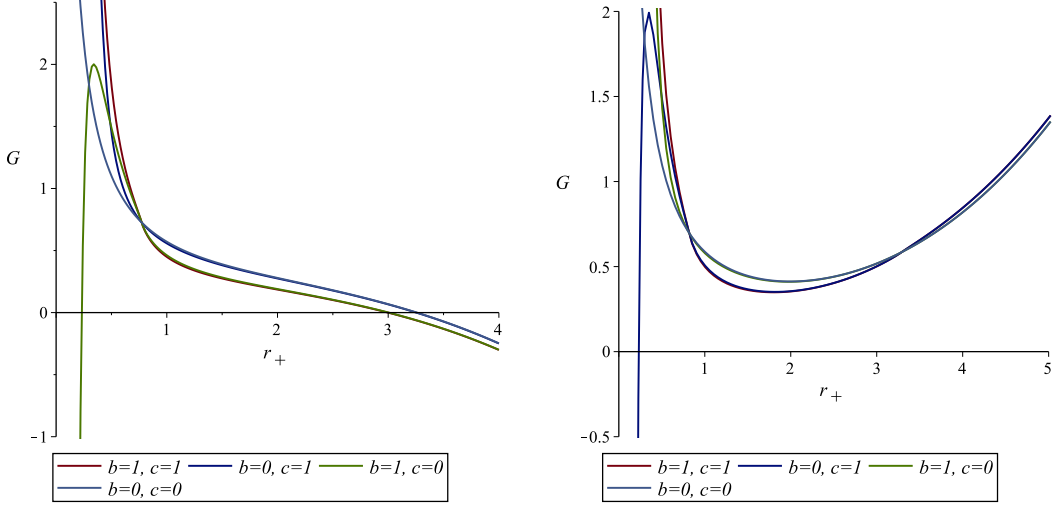 2
G
1
0
1
2
3
4
r+
−1
b=1, c=1 b=0, c=1 b=1, c=0
b=0, c=0
2
1.5
G
1
0.5
0
1
2
3
4
5
r+
−0.5
b=1, c=1 b=0, c=1 b=1, c=0
b=0, c=0